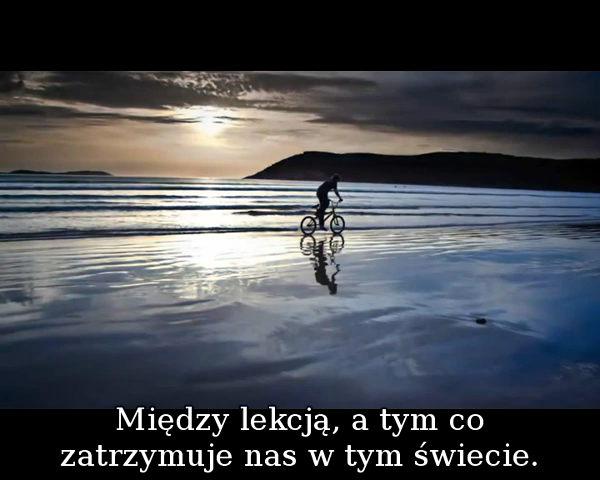 Między lekcją, a tym co
zatrzymuje nas w tym świecie.